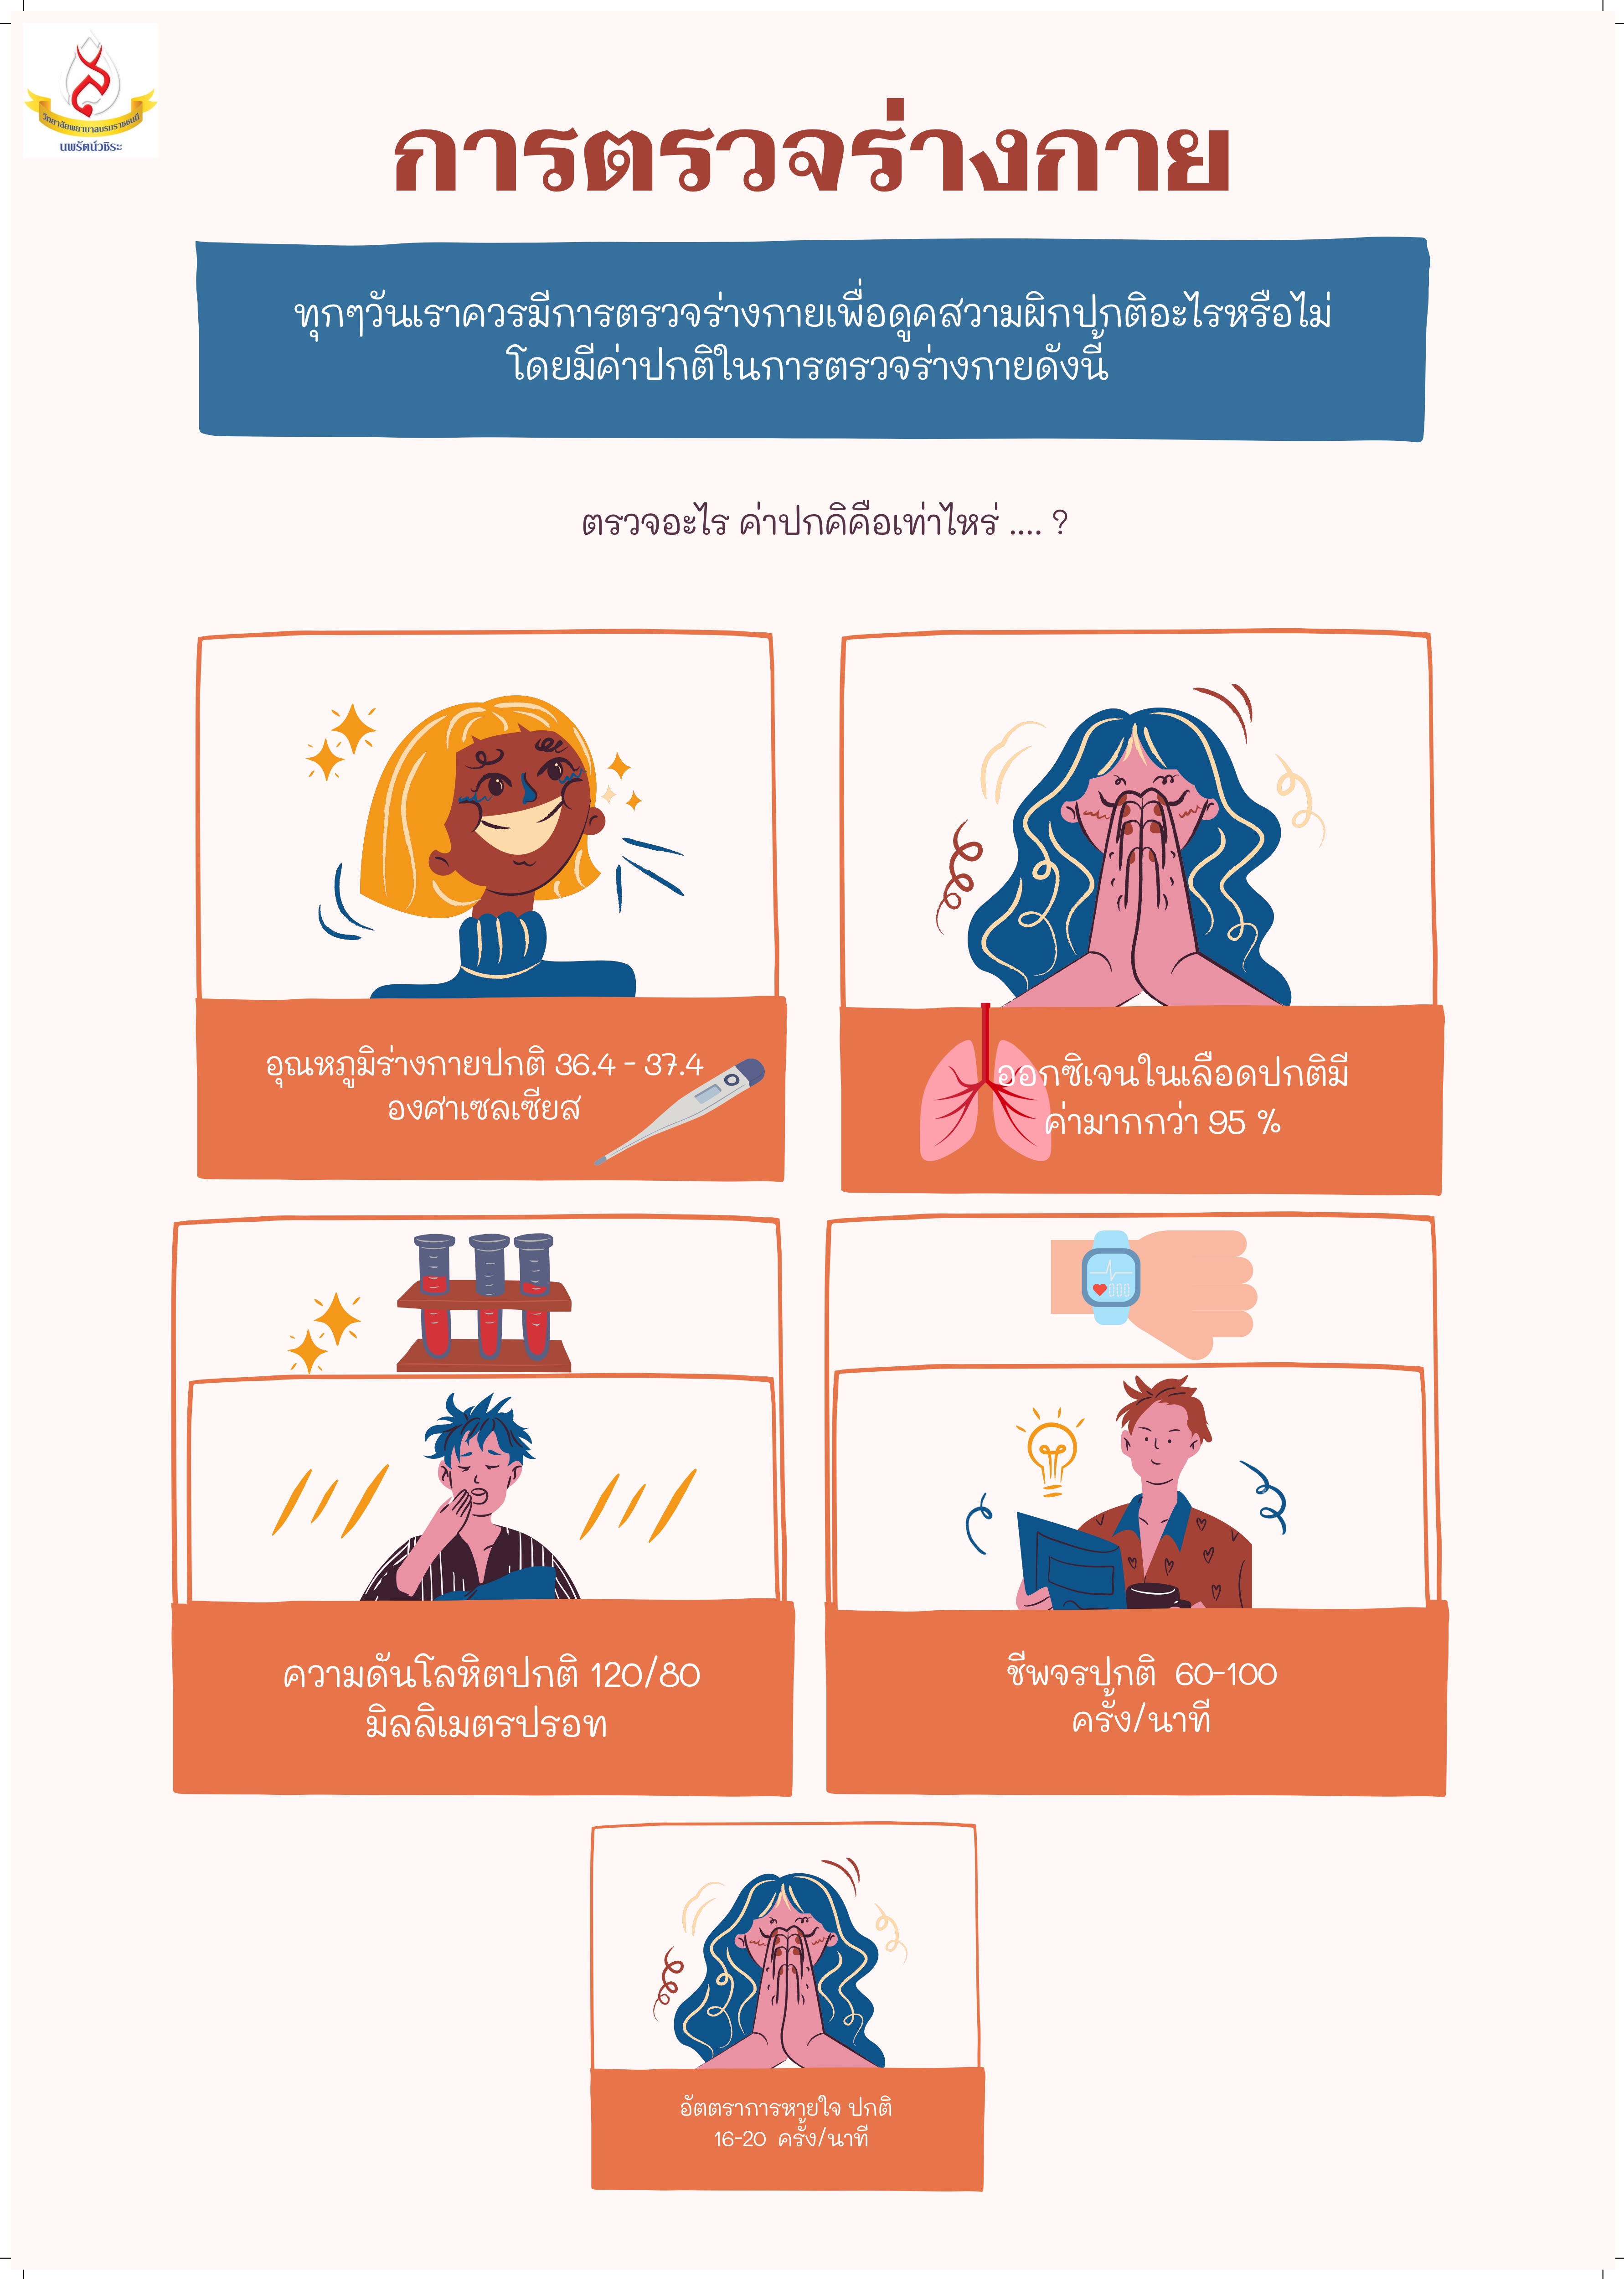 วิทยาลัยพยาบาลบรมราชชนนี
นพรัตน์วชิระ
การตรวจร่างกาย
ทุกๆวันเราควรมีการตรวจร่างกายเพื่อดูคสวามผิกปกติอะไรหรือไม่
โดยมีค่าปกติในการตรวจร่างกายดังนี้
ตรวจอะไร ค่าปกคิคือเท่าไหร่ .... ?
อุณหภูมิร่างกายปกติ 36.4 - 37.4
องศาเซลเซียส
ออกซิเจนในเลือดปกติมี
ค่ามากกว่า 95 %
ความดันโลหิตปกติ 120/80
มิลลิเมตรปรอท
ชีพจรปกติ 60-100
ครั้ง/นาที
อัตตราการหายใจ ปกติ
16-20 ครั้ง/นาที